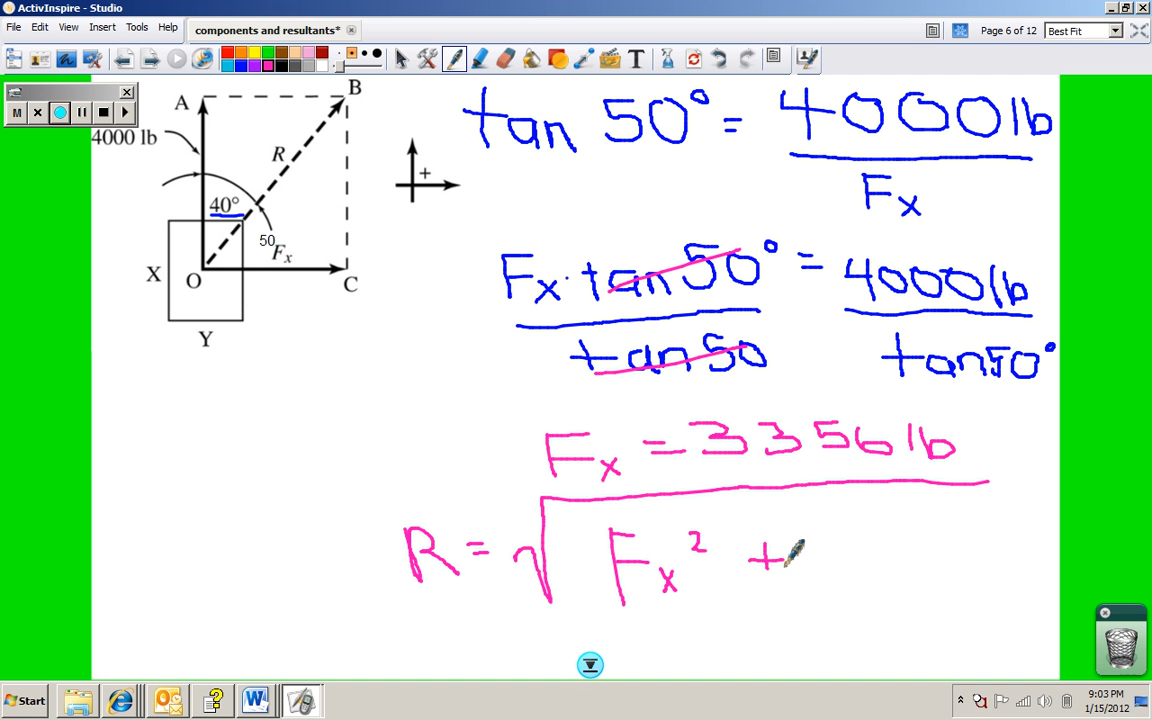 ActivInspire - Studio
File Edit View Insert Tools Help
components and resultants*
Page 6 of 12
Best Fit
M
A
B
4000 lb
R
+
40°
50
Fx
X
O
C
Y
tan 50° = 4000 lb
Fx
Fx · tan 50° = 4000 lb
tan 50 tan 50°
Fx = 3356 lb
R = √ Fx² +
Start
W
9:03 PM
1/15/2012